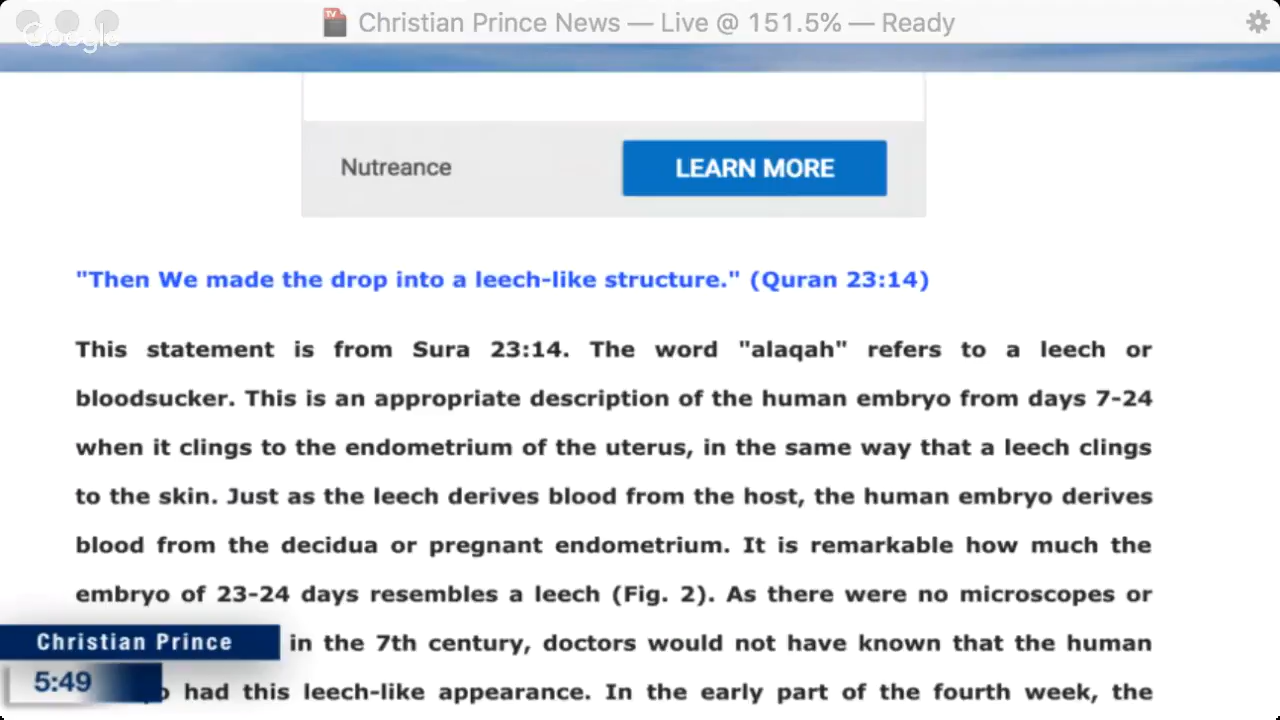 Christian Prince News — Live @ 151.5% — Ready
Google
TV
Nutreance
LEARN MORE
"Then We made the drop into a leech-like structure." (Quran 23:14)
This statement is from Sura 23:14. The word "alaqah" refers to a leech or
bloodsucker. This is an appropriate description of the human embryo from days 7-24
when it clings to the endometrium of the uterus, in the same way that a leech clings
to the skin. Just as the leech derives blood from the host, the human embryo derives
blood from the decidua or pregnant endometrium. It is remarkable how much the
embryo of 23-24 days resembles a leech (Fig. 2). As there were no microscopes or
in the 7th century, doctors would not have known that the human
had this leech-like appearance. In the early part of the fourth week, the
Christian Prince
5:49